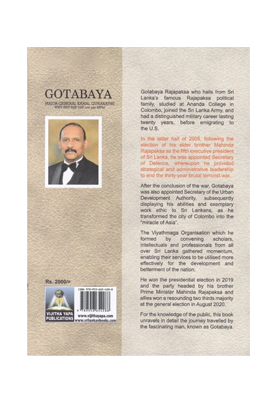 GOTABAYA
MAJOR GENERAL KAMAL GUNARATNE
Gotabaya Rajapaksa who hails from Sri
Lanka's famous Rajapaksa political
family, studied at Ananda College in
Colombo, joined the Sri Lanka Army, and
had a distinguished military career lasting
twenty years, before emigrating to
the U.S.
In the later half of 2005, following the
election of his elder brother Mahinda
Rajapaksa as the fifth executive president
of Sri Lanka, he was appointed Secretary
of Defence, whereupon he provided
strategical and administrative leadership
to end the thirty-year brutal terrorist war.
After the conclusion of the war, Gotabaya
was also appointed Secretary of the Urban
Development Authority, subsequently
displaying his abilities and exemplary
work ethic to Sri Lankans, as he
transformed the city of Colombo into the
"miracle of Asia".
The Viyathmaga Organisation which he
formed by convening scholars,
intellectuals and professionals from all
over Sri Lanka gathered momentum,
enabling their services to be utilised more
effectively for the development and
betterment of the nation.
He won the presidential election in 2019
and the party headed by his brother
Prime Minister Mahinda Rajapaksa and
allies won a resounding two thirds majority
at the general election in August 2020.
For the knowledge of the public, this book
unravels in detail the journey travelled by
the fascinating man, known as Gotabaya.
Rs. 2500/=
VIJITHA YAPA
PUBLICATIONS
www.vijithayapa.com